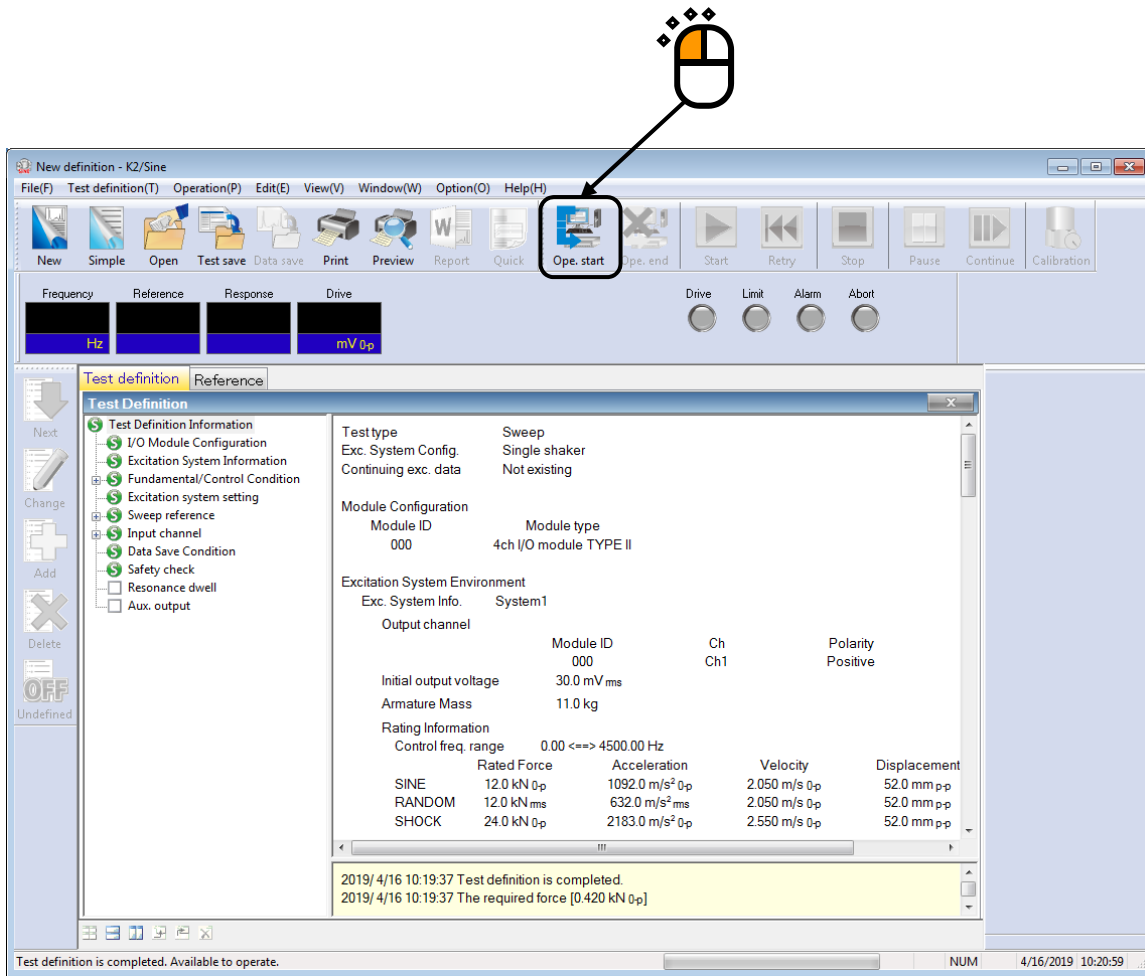 New definition - K2/Sine
File(F) Test definition(T) Operation(P) Edit(E) View(V) Window(W) Option(O) Help(H)
New Simple Open Test save Data save Print Preview Report Quick Ope. start Ope. end Start Retry Stop Pause Continue Calibration
Frequency Reference Response Drive Drive Limit Alarm Abort
Hz mV 0-p
Test definition Reference
Test Definition
Next
Change
Add
Delete
OFF
Undefined
Test Definition Information
I/O Module Configuration
Excitation System Information
Fundamental/Control Condition
Excitation system setting
Sweep reference
Input channel
Data Save Condition
Safety check
Resonance dwell
Aux. output
Test type Sweep
Exc. System Config. Single shaker
Continuing exc. data Not existing
Module Configuration
Module ID Module type
000 4ch I/O module TYPE II
Excitation System Environment
Exc. System Info. System1
Output channel
Module ID Ch Polarity
000 Ch1 Positive
Initial output voltage 30.0 mV rms
Armature Mass 11.0 kg
Rating Information
Control freq. range 0.00 <==> 4500.00 Hz
Rated Force Acceleration Velocity Displacement
SINE 12.0 kN 0-p 1092.0 m/s² 0-p 2.050 m/s 0-p 52.0 mm p-p
RANDOM 12.0 kN rms 632.0 m/s² rms 2.050 m/s 0-p 52.0 mm p-p
SHOCK 24.0 kN 0-p 2183.0 m/s² 0-p 2.550 m/s 0-p 52.0 mm p-p
2019/ 4/16 10:19:37 Test definition is completed.
2019/ 4/16 10:19:37 The required force [0.420 kN 0-p]
Test definition is completed. Available to operate. NUM 4/16/2019 10:20:59